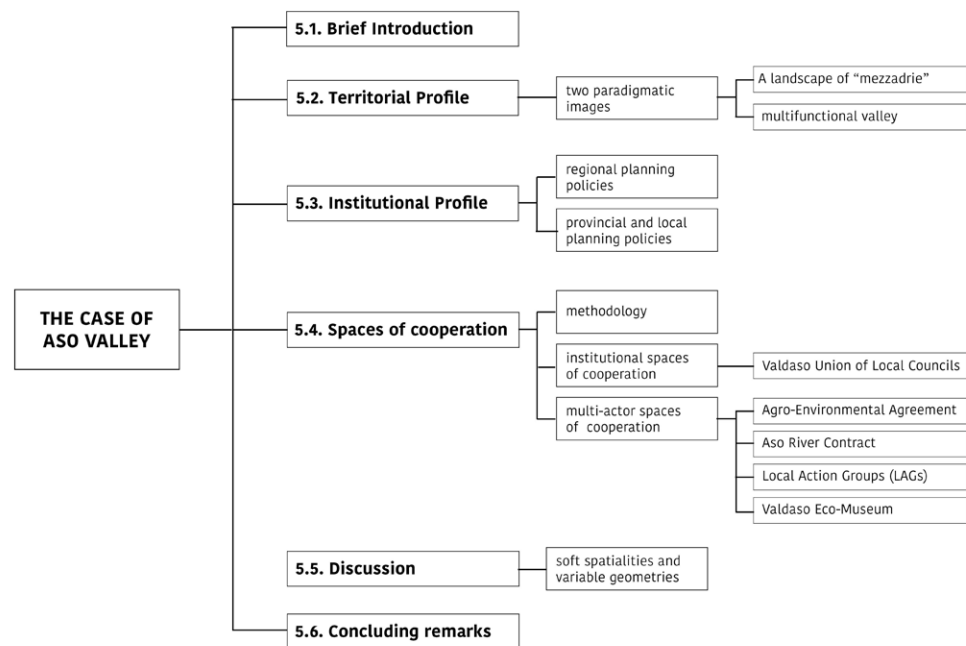 5.1. Brief Introduction
5.2. Territorial Profile
two paradigmatic
images
A landscape of “mezzadrie”
multifunctional valley
5.3. Institutional Profile
regional planning
policies
provincial and local
planning policies
THE CASE OF
ASO VALLEY
5.4. Spaces of cooperation
methodology
institutional spaces
of cooperation
Valdaso Union of Local Councils
multi-actor spaces
of cooperation
Agro-Environmental Agreement
Aso River Contract
Local Action Groups (LAGs)
Valdaso Eco-Museum
5.5. Discussion
soft spatialities and
variable geometries
5.6. Concluding remarks